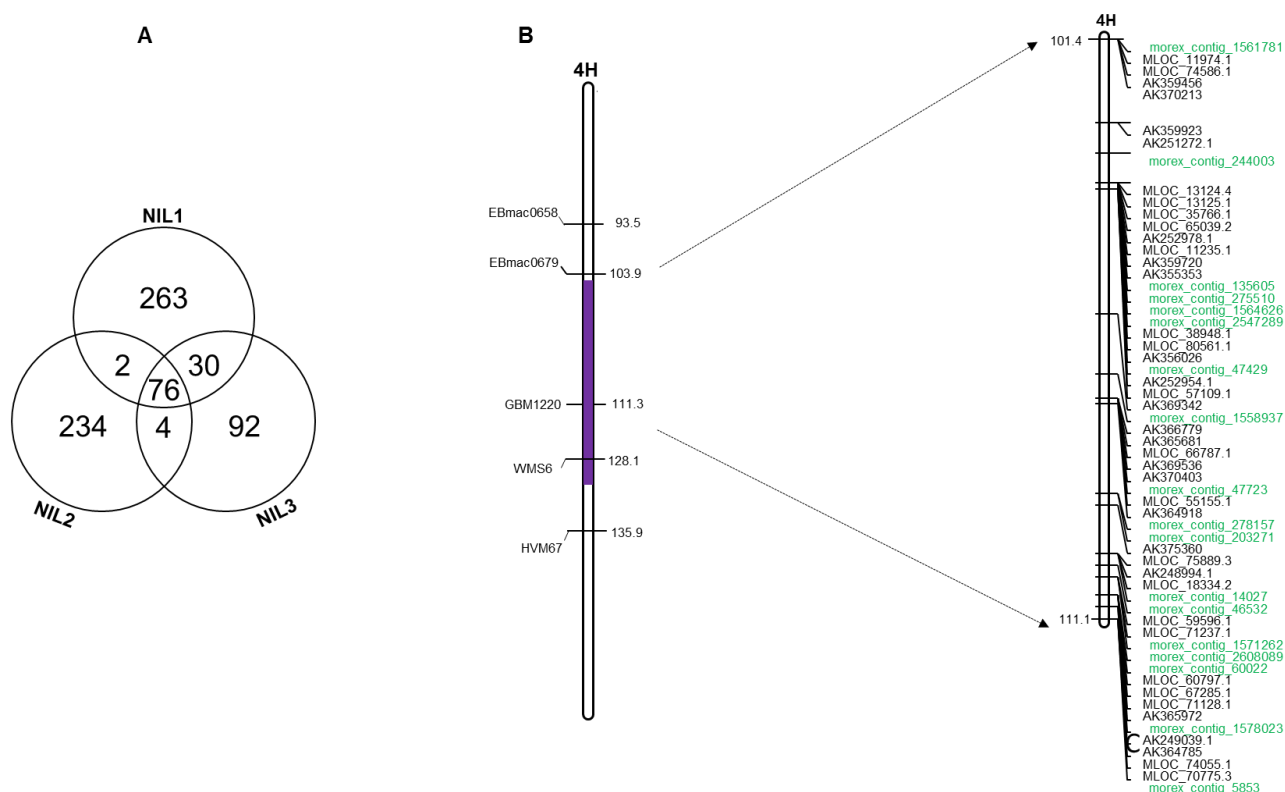 A
NIL1
263
2
30
76
234
4
92
NIL2
NIL3
B
4H
EBmac0658
93.5
EBmac0679
103.9
GBM1220
111.3
WMS6
128.1
HVM67
135.9
4H
101.4
111.1
morex_contig_1561781
MLOC_11974.1
MLOC_74586.1
AK359456
AK370213
AK359923
AK251272.1
morex_contig_244003
MLOC_13124.4
MLOC_13125.1
MLOC_35766.1
MLOC_65039.2
AK252978.1
MLOC_11235.1
AK359720
AK355353
morex_contig_135605
morex_contig_275510
morex_contig_1564626
morex_contig_2547289
MLOC_38948.1
MLOC_80561.1
AK356026
morex_contig_47429
AK252954.1
MLOC_57109.1
AK369342
morex_contig_1558937
AK366779
AK365681
MLOC_66787.1
AK369536
AK370403
morex_contig_47723
MLOC_55155.1
AK364918
morex_contig_278157
morex_contig_203271
AK375360
MLOC_75889.3
AK248994.1
MLOC_18334.2
morex_contig_14027
morex_contig_46532
MLOC_59596.1
MLOC_71237.1
morex_contig_1571262
morex_contig_2608089
morex_contig_60022
MLOC_60797.1
MLOC_67285.1
MLOC_71128.1
AK365972
morex_contig_1578023
C
AK249039.1
AK364785
MLOC_74055.1
MLOC_70775.3
morex_contig_5853